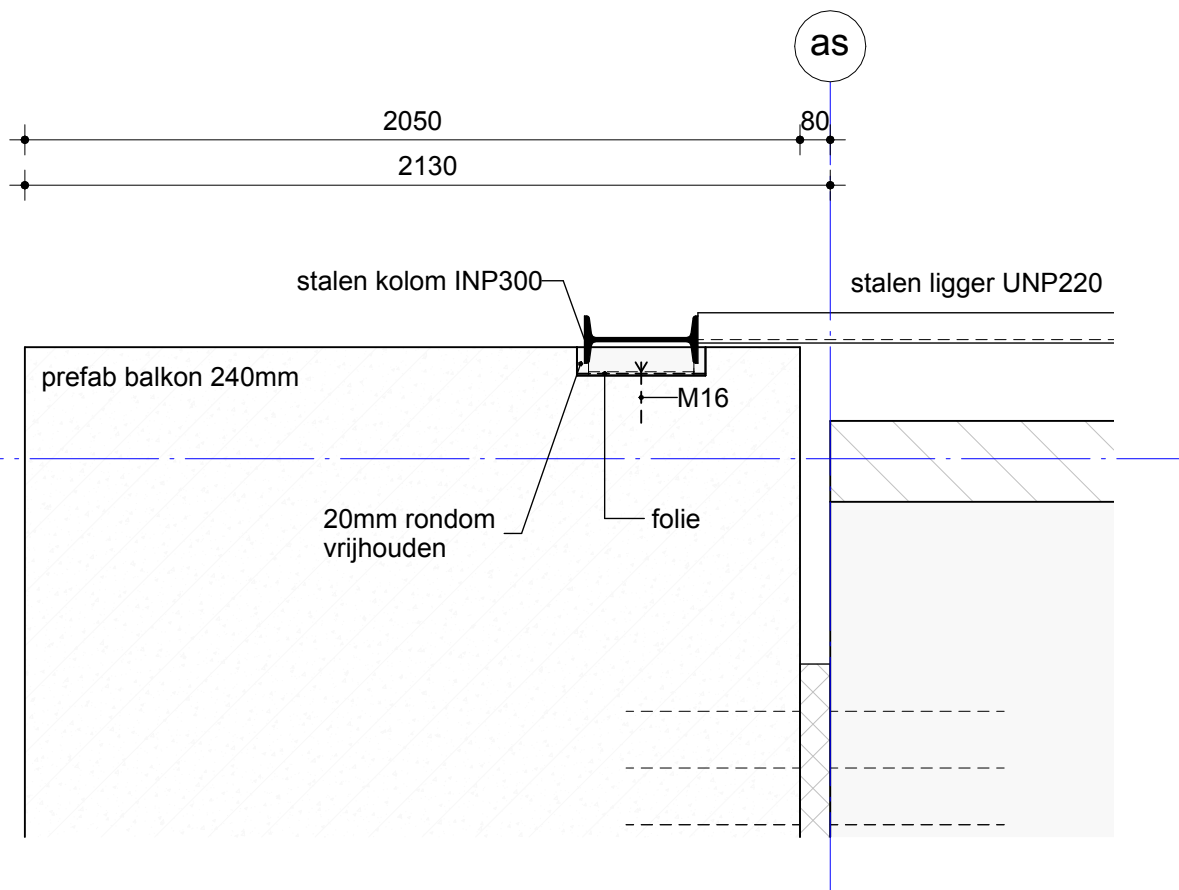 as
2050
80
2130
stalen kolom INP300
stalen ligger UNP220
prefab balkon 240mm
M16
20mm rondom
vrijhouden
folie